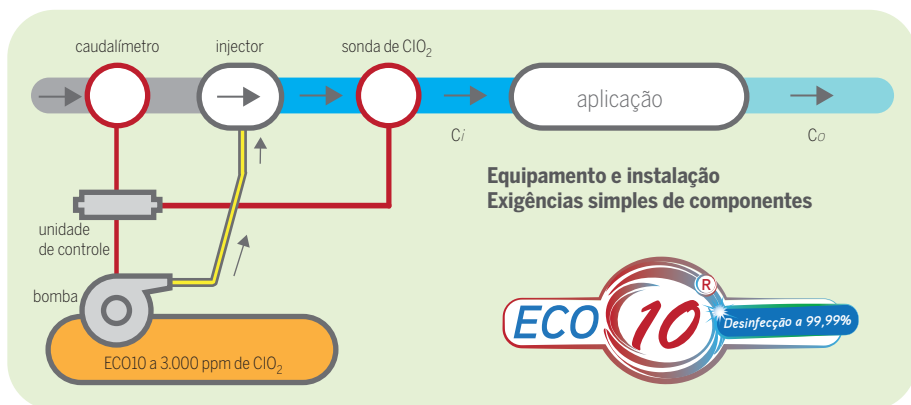 caudalímetro
injector
sonda de ClO₂
aplicação
Ci
Co
Equipamento e instalação
Exigências simples de componentes
unidade
de controle
bomba
ECO10 a 3.000 ppm de ClO₂
ECO 10 R
Desinfecção a 99,99%